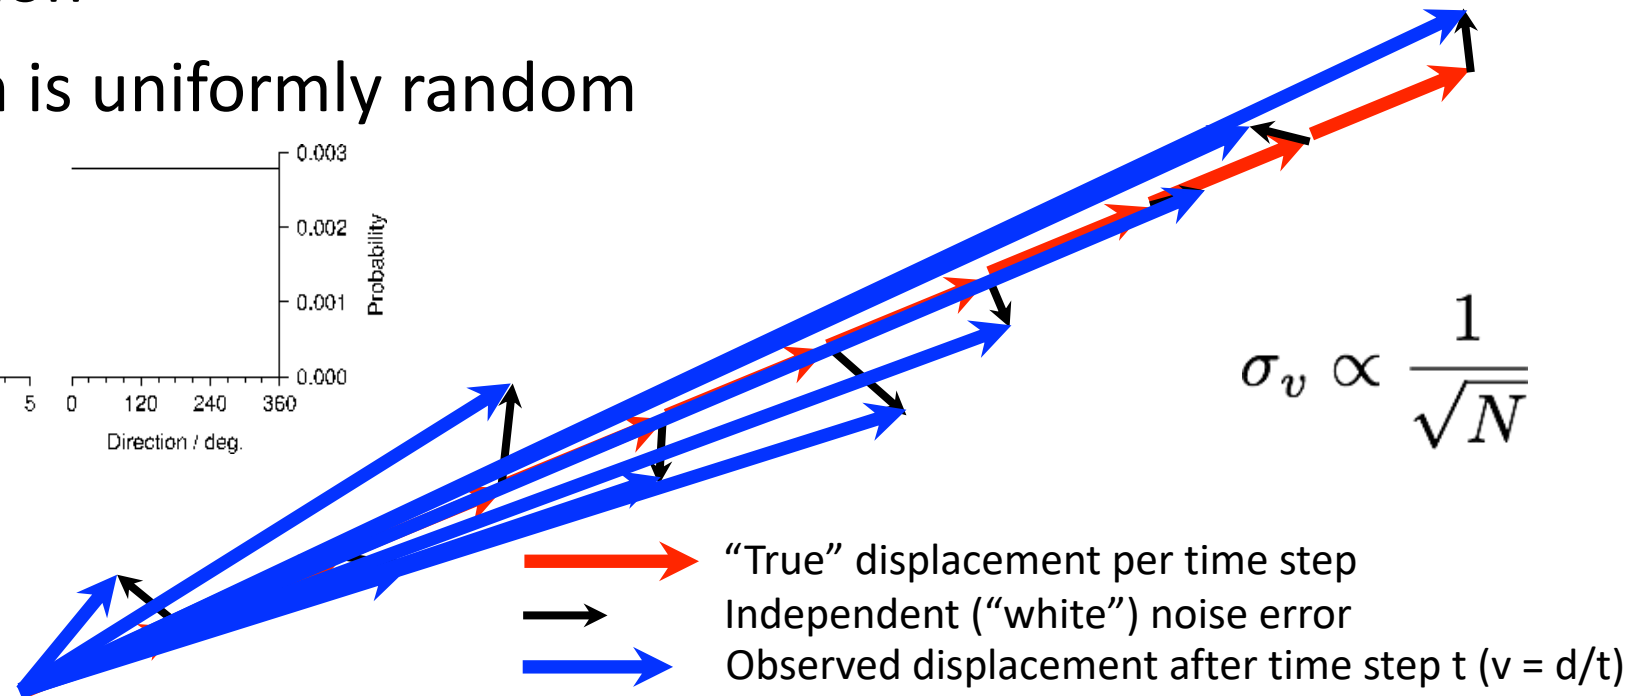 is uniformly random
0.003
0.002
0.001
0.000
Probability
5
0
120
240
360
Direction / deg.
σ_v ∝ 1/√N
“True” displacement per time step
Independent (“white”) noise error
Observed displacement after time step t (v = d/t)